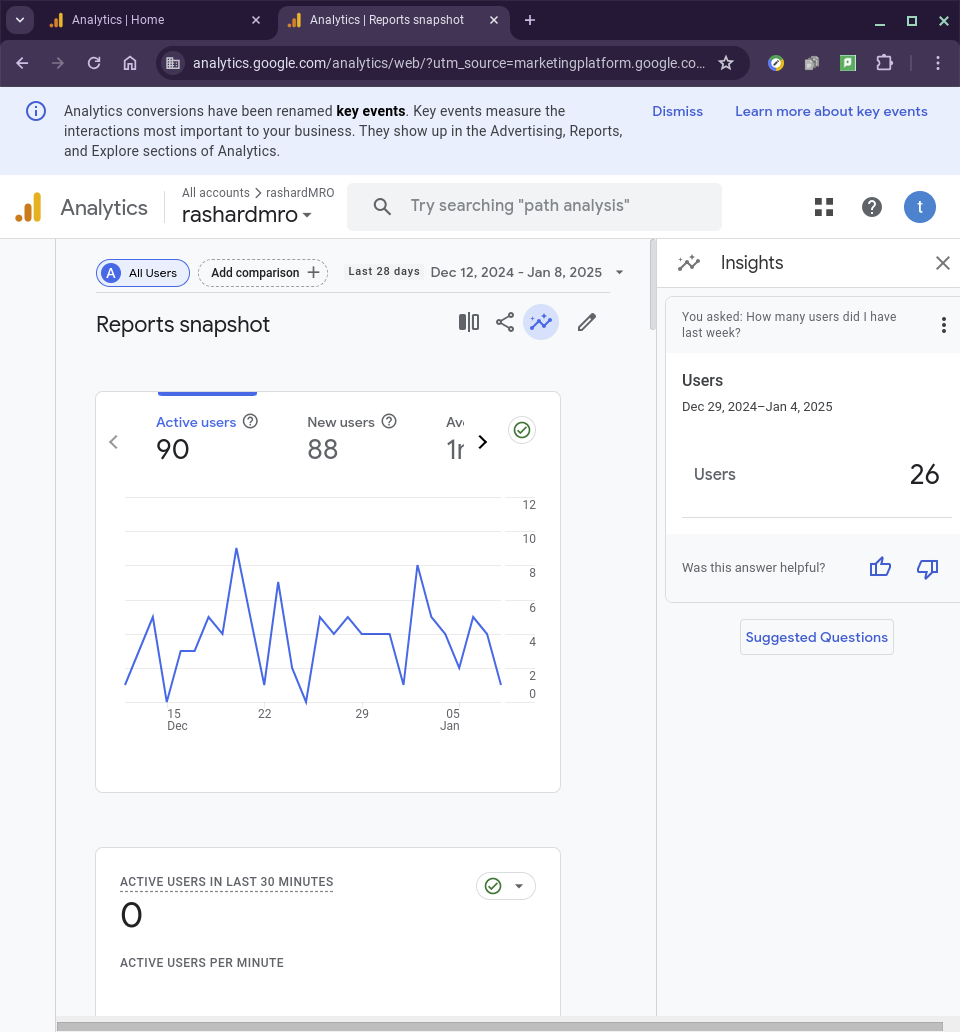 Analytics | Home
Analytics | Reports snapshot
analytics.google.com/analytics/web/?utm_source=marketingplatform.google.co...
Analytics conversions have been renamed key events. Key events measure the
interactions most important to your business. They show up in the Advertising, Reports,
and Explore sections of Analytics.
Dismiss
Learn more about key events
Analytics
All accounts > rashardMRO
rashardmro
Try searching "path analysis"
t
A All Users
Add comparison +
Last 28 days Dec 12, 2024 - Jan 8, 2025
Reports snapshot
Active users
90
New users
88
12
10
8
6
4
2
0
15
Dec
22
29
05
Jan
ACTIVE USERS IN LAST 30 MINUTES
0
ACTIVE USERS PER MINUTE
Insights
You asked: How many users did I have
last week?
Users
Dec 29, 2024–Jan 4, 2025
Users 26
Was this answer helpful?
Suggested Questions